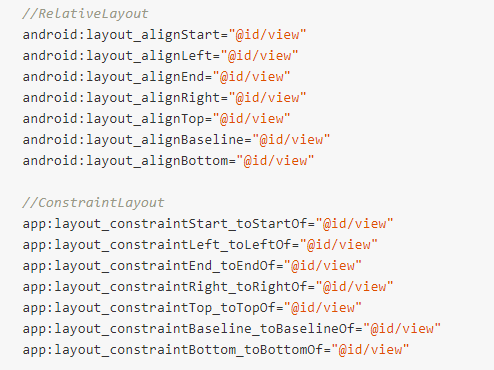 //RelativeLayout
android:layout_alignStart="@id/view"
android:layout_alignLeft="@id/view"
android:layout_alignEnd="@id/view"
android:layout_alignRight="@id/view"
android:layout_alignTop="@id/view"
android:layout_alignBaseline="@id/view"
android:layout_alignBottom="@id/view"
//ConstraintLayout
app:layout_constraintStart_toStartOf="@id/view"
app:layout_constraintLeft_toLeftOf="@id/view"
app:layout_constraintEnd_toEndOf="@id/view"
app:layout_constraintRight_toRightOf="@id/view"
app:layout_constraintTop_toTopOf="@id/view"
app:layout_constraintBaseline_toBaselineOf="@id/view"
app:layout_constraintBottom_toBottomOf="@id/view"